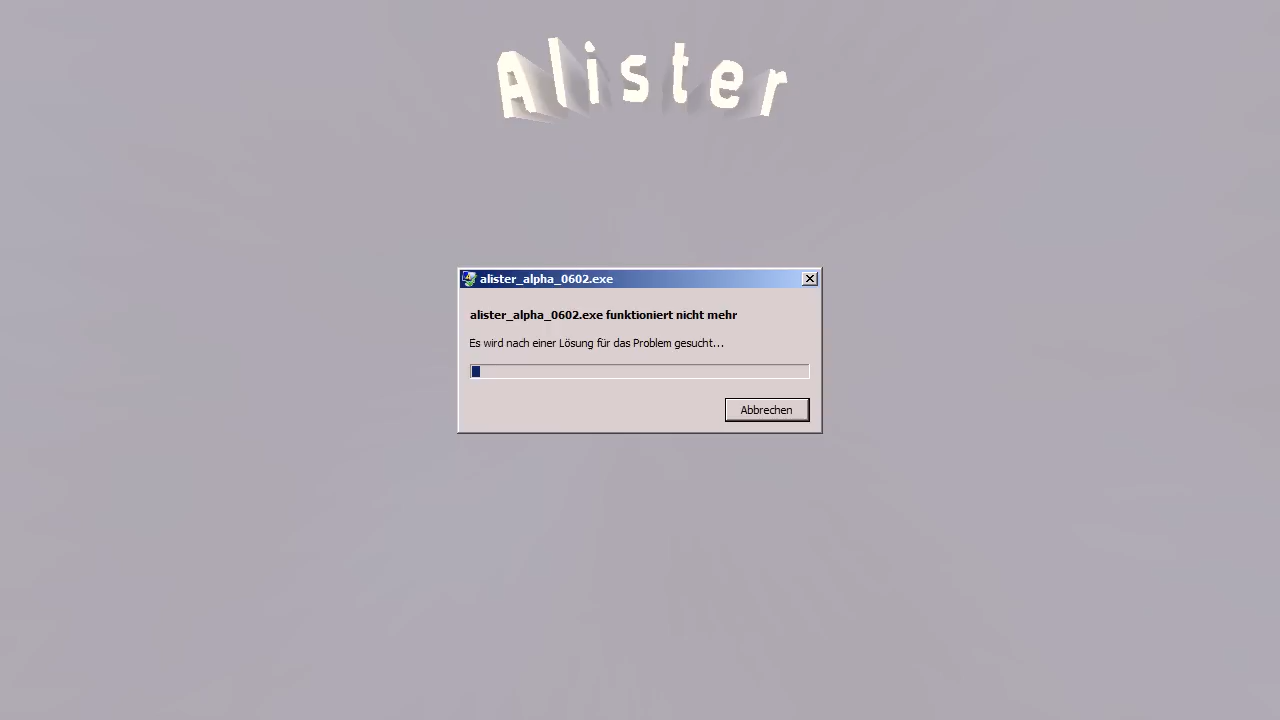 Alister
alister_alpha_0602.exe
alister_alpha_0602.exe funktioniert nicht mehr
Es wird nach einer Lösung für das Problem gesucht...
Abbrechen